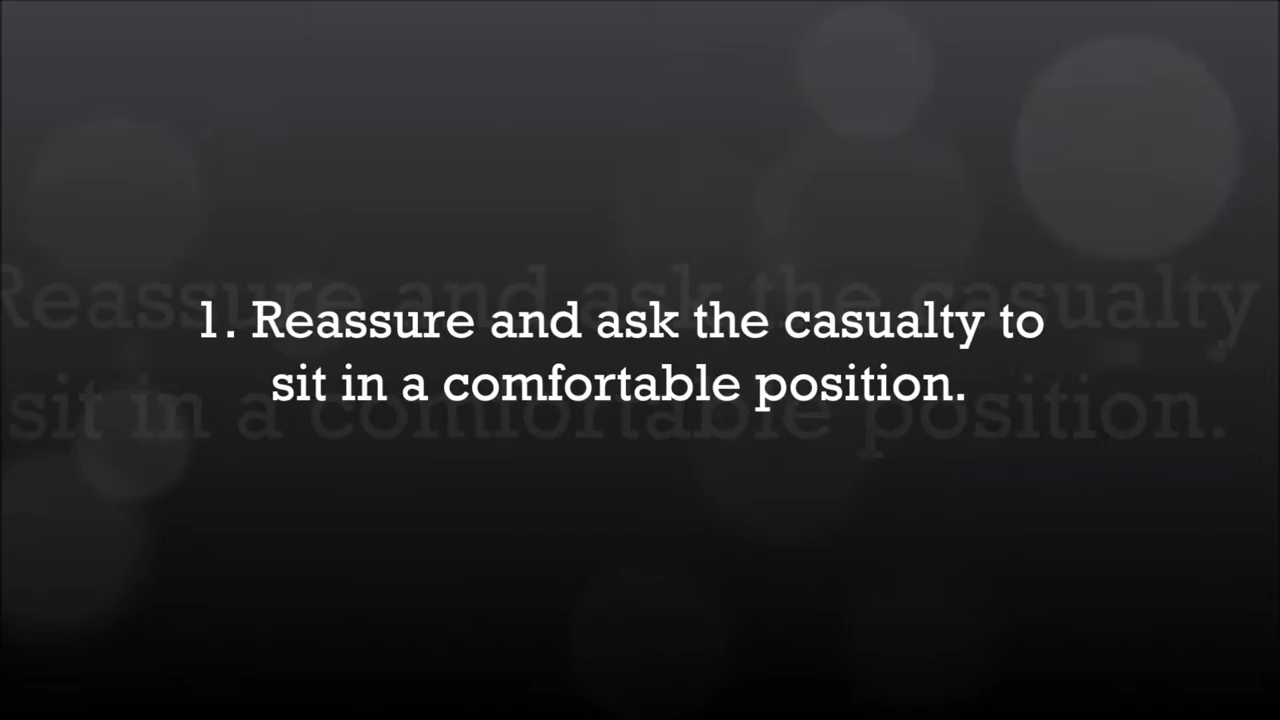 1. Reassure and ask the casualty to
sit in a comfortable position.